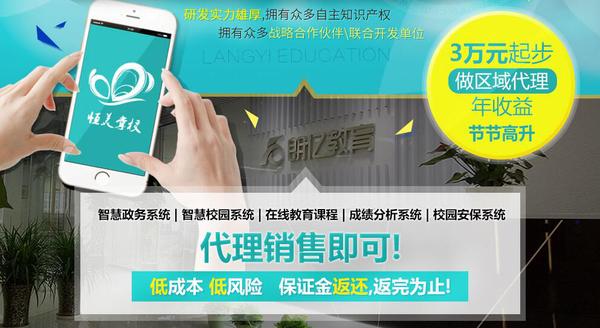 研发实力雄厚,拥有众多自主知识产权
拥有众多战略合作伙伴\联合开发单位
LANGYI EDUCATION
3万元起步
做区域代理
年收益
节节高升
朗亿教育
智慧政务系统 | 智慧校园系统 | 在线教育课程 | 成绩分析系统 | 校园安保系统
代理销售即可!
低成本 低风险 保证金返还,返完为止!